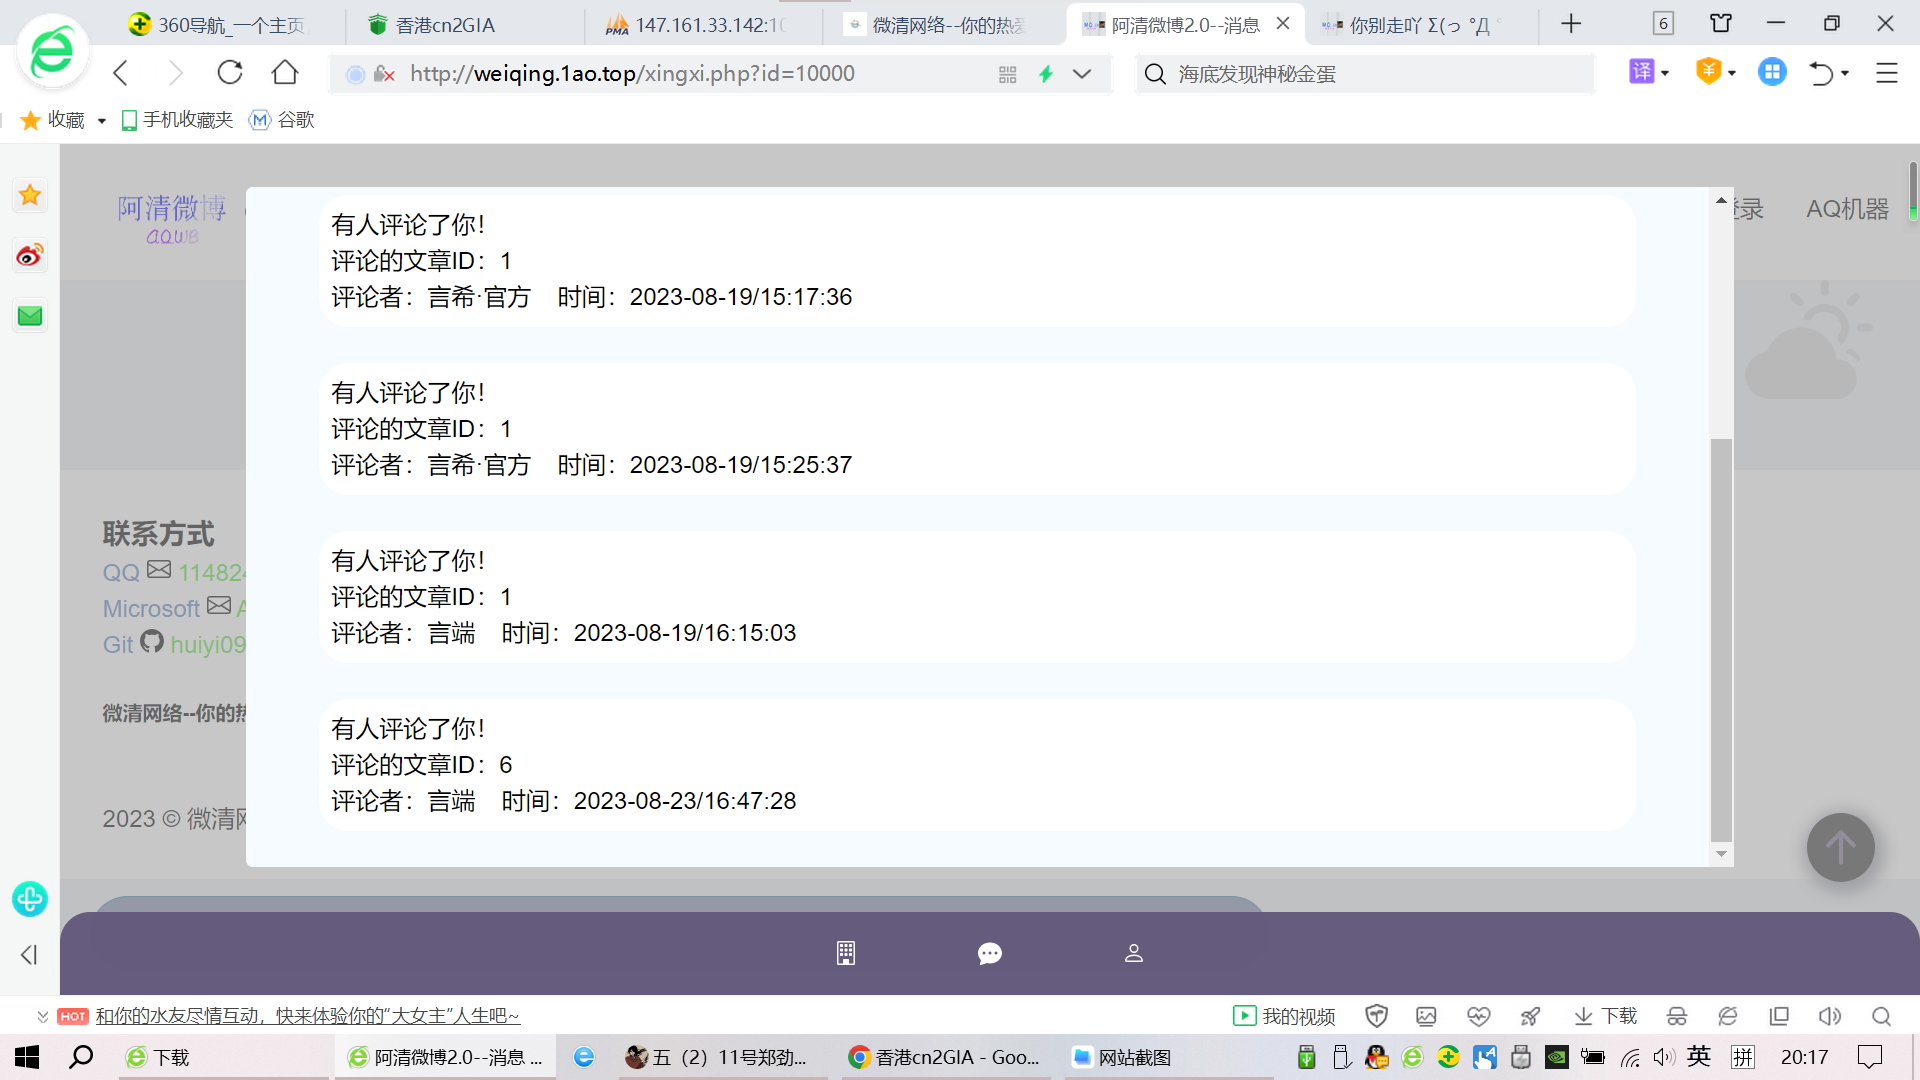 360导航_一个主页
香港cn2GIA
PMA
147.161.33.142:10
微清网络--你的热爱
阿清微博2.0--消息
你别走吖 Σ(っ °Д °
6
http://weiqing.1ao.top/xingxi.php?id=10000
海底发现神秘金蛋
译
收藏
手机收藏夹
谷歌
阿清微博
AQWB
登录
AQ机器
有人评论了你!
评论的文章ID：1
评论者：言希·官方 时间：2023-08-19/15:17:36
有人评论了你!
评论的文章ID：1
评论者：言希·官方 时间：2023-08-19/15:25:37
有人评论了你!
评论的文章ID：1
评论者：言端 时间：2023-08-19/16:15:03
有人评论了你!
评论的文章ID：6
评论者：言端 时间：2023-08-23/16:47:28
联系方式
QQ 11482
Microsoft A
Git huiyi09
微清网络--你的热
2023 © 微清网
HOT 和你的水友尽情互动，快来体验你的“大女主”人生吧~
我的视频
下载
下载
阿清微博2.0--消息 ...
五（2）11号郑劲...
香港cn2GIA - Goo...
网站截图
英
拼
20:17